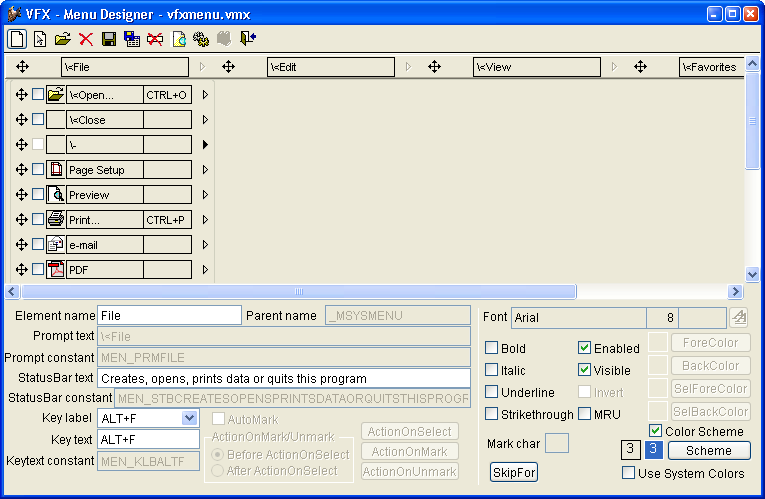 VFX - Menu Designer - vfxmenu.vmx
\<File
\<Edit
\<View
\<Favorites
\<Open... CTRL+O
\<Close
\-
Page Setup
Preview
Print... CTRL+P
e-mail
PDF
Element name File Parent name _MSYSMENU
Prompt text \<File
Prompt constant MEN_PRMFILE
StatusBar text Creates, opens, prints data or quits this program
StatusBar constant MEN_STBCREATESOPENSPRINTSDATAORQUITSTHISPROGR
Key label ALT+F AutoMark
Key text ALT+F
Keytext constant MEN_KLBALTF
ActionOnMark/Unmark
Before ActionOnSelect
After ActionOnSelect
ActionOnSelect
ActionOnMark
ActionOnUnmark
Font Arial 8
Bold Enabled ForeColor
Italic Visible BackColor
Underline Invert SelForeColor
Strikethrough MRU SelBackColor
Mark char Color Scheme
3 3 Scheme
SkipFor Use System Colors